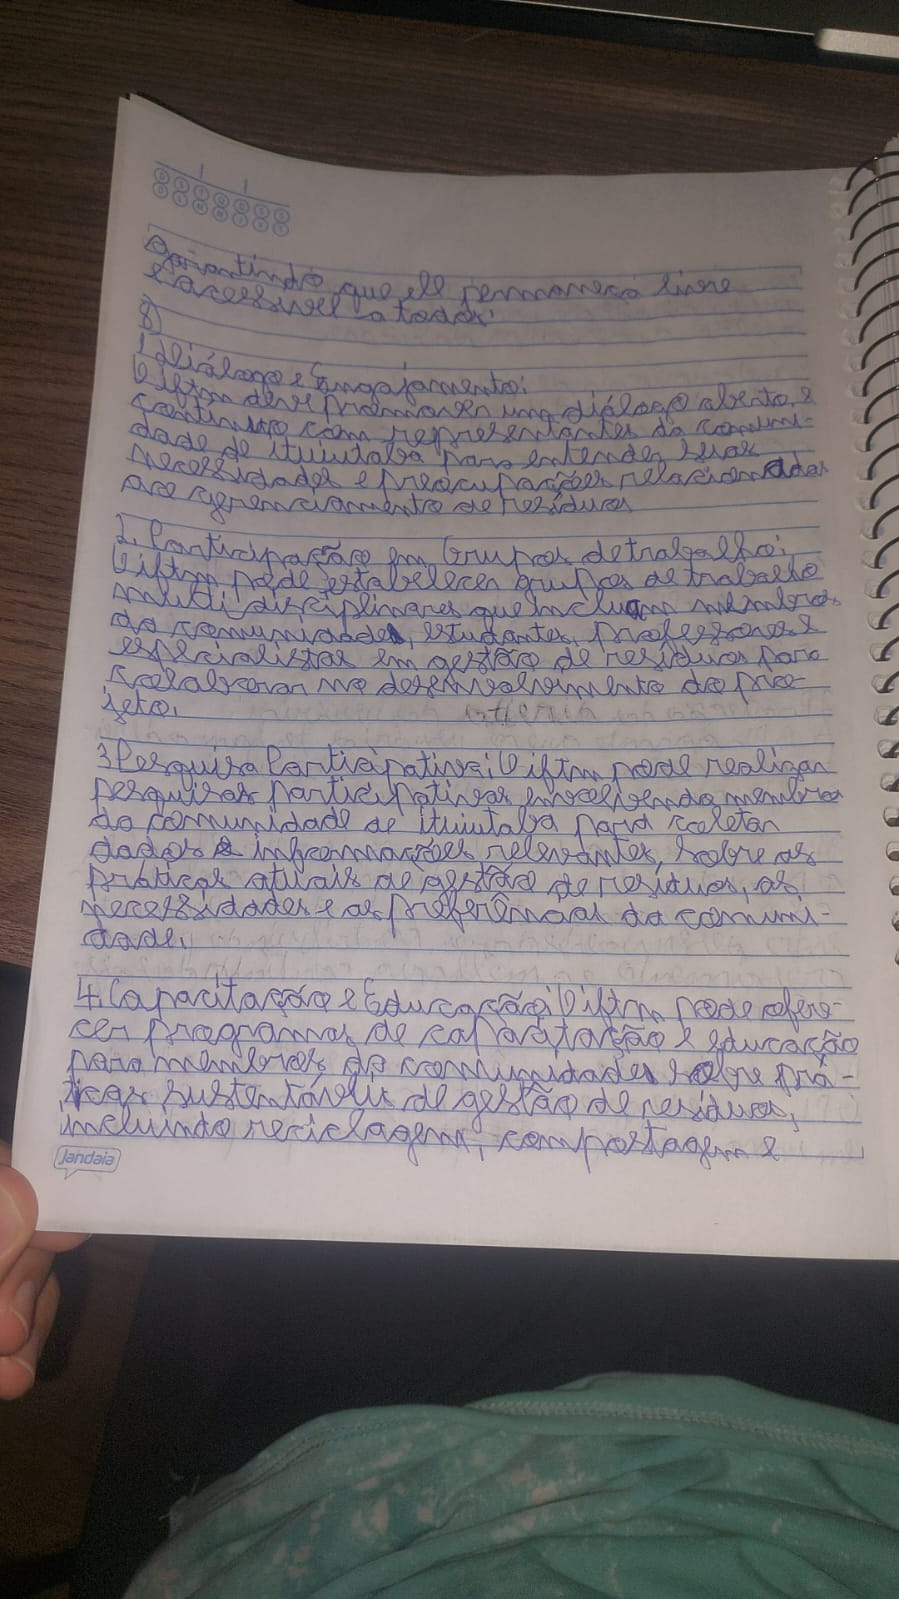 D S T Q Q S S
D L M M J V S
garantindo que ele permaneça livre
e acessível a todos.
8)
1 Diálogo e Engajamento:
O iftm deve promover um diálogo aberto e
contínuo com representantes da comuni-
dade de ituiutaba para entender suas
necessidades e preocupações relacionadas
ao gerenciamento de resíduos
2. Participação em Grupos de trabalho:
O iftm pode estabelecer grupos de trabalho
multidisciplinares que incluam membros
da comunidade, estudantes, professores e
especialistas em gestão de resíduos para
colaborar no desenvolvimento do pro-
jeto.
3 Pesquisa Participativa: O iftm pode realizar
pesquisas participativas envolvendo membros
da comunidade de ituiutaba para coletar
dados e informações relevantes, sobre as
práticas atuais de gestão de resíduos, as
necessidades e as preferências da comuni-
dade.
4. Capacitação e Educação: O iftm pode ofere-
cer programas de capacitação e educação
para membros da comunidade sobre prá-
ticas sustentáveis de gestão de resíduos,
incluindo reciclagem, compostagem e
Jandaia